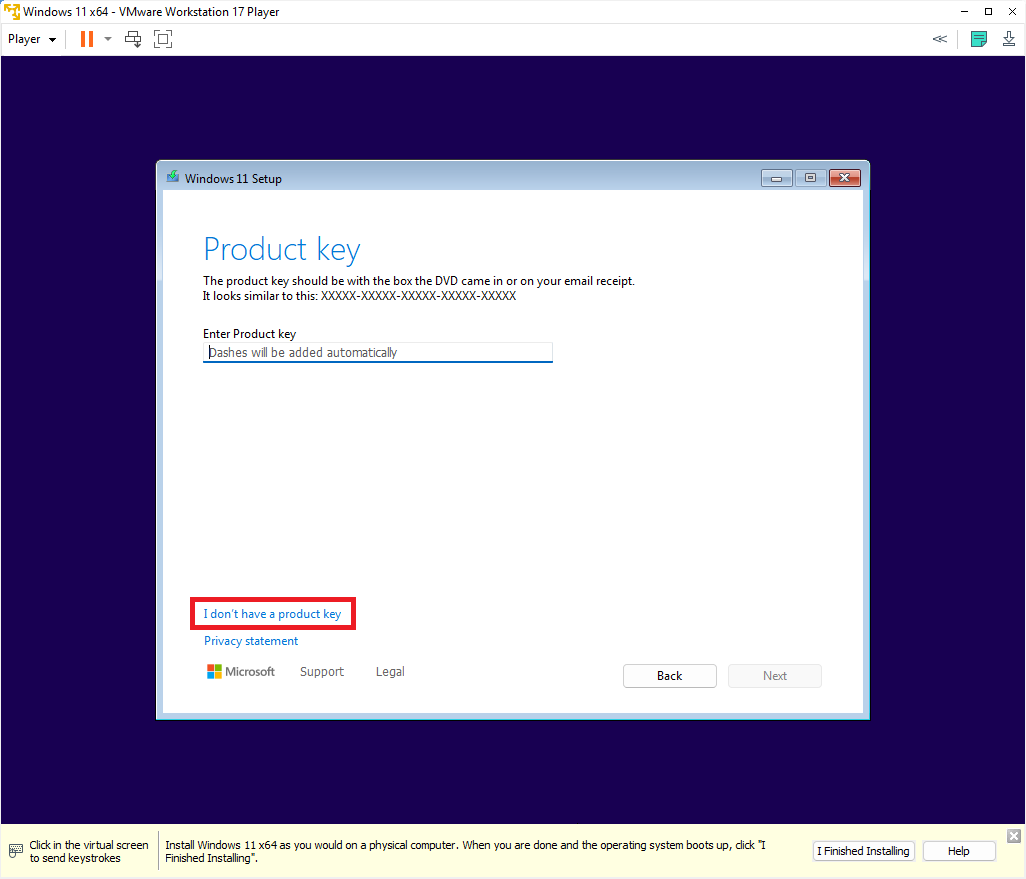 Windows 11 x64 - VMware Workstation 17 Player
Player
Windows 11 Setup
Product key
The product key should be with the box the DVD came in or on your email receipt.
It looks similar to this: XXXXX-XXXXX-XXXXX-XXXXX-XXXXX
Enter Product key
Dashes will be added automatically
I don't have a product key
Privacy statement
Microsoft Support Legal
Back Next
Click in the virtual screen
to send keystrokes
Install Windows 11 x64 as you would on a physical computer. When you are done and the operating system boots up, click "I
Finished Installing".
I Finished Installing Help